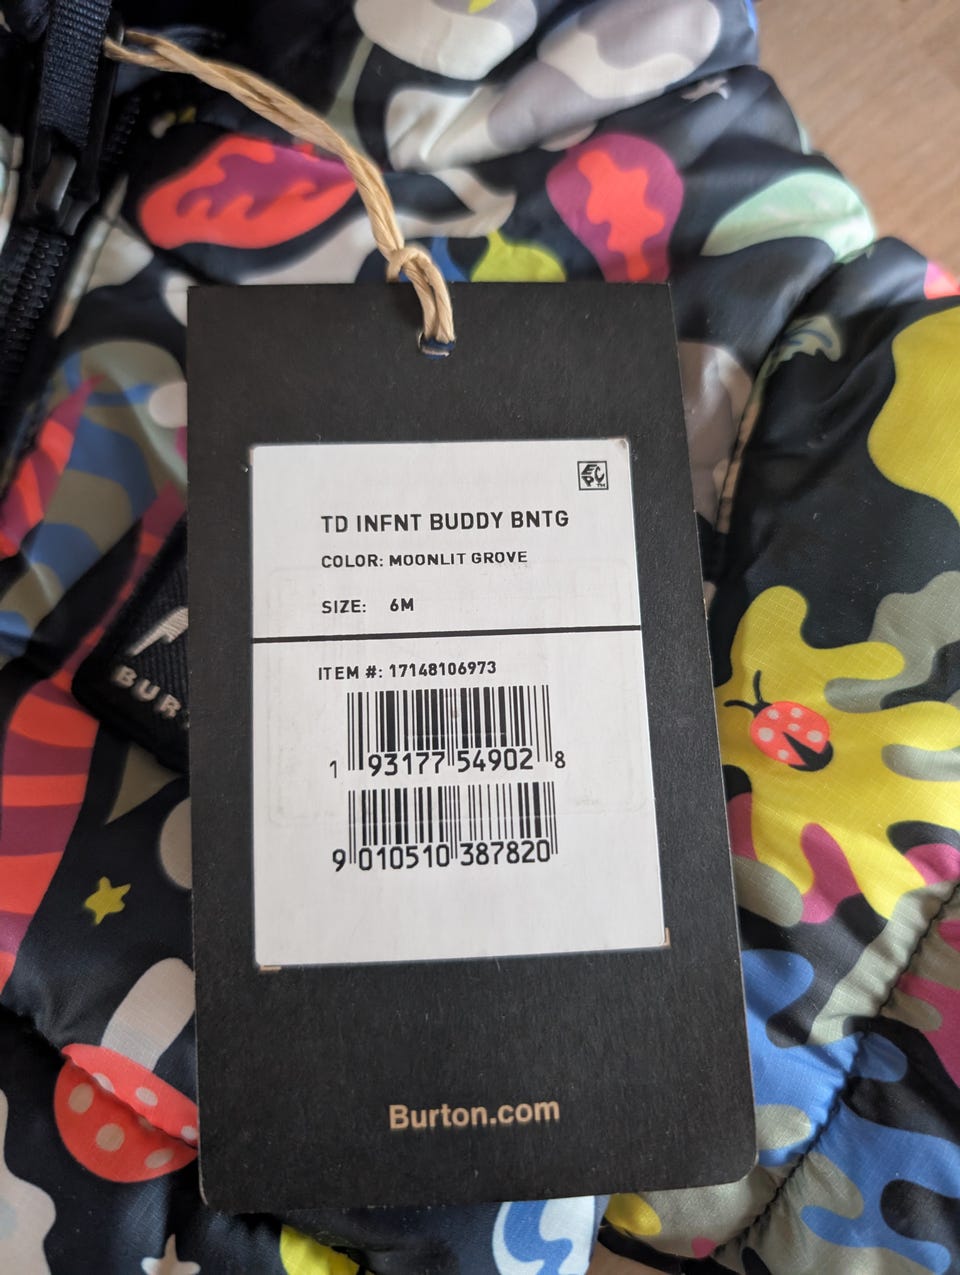 TD INFNT BUDDY BNTG
COLOR: MOONLIT GROVE
SIZE: 6M
ITEM #: 17148106973
1 93177 54902 8
9 010510 387820
BUR
Burton.com